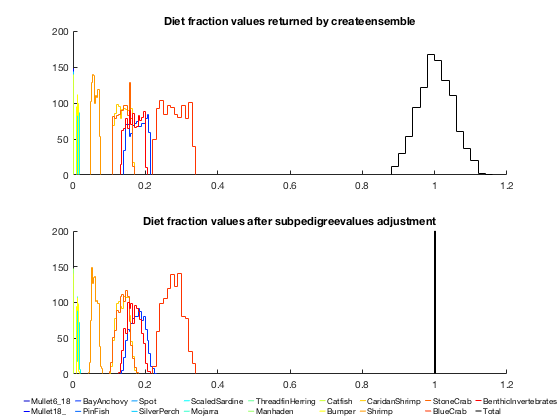 Diet fraction values returned by createensemble
200
150
100
50
0
0 0.2 0.4 0.6 0.8 1 1.2
Diet fraction values after subpedigreevalues adjustment
200
150
100
50
0
0 0.2 0.4 0.6 0.8 1 1.2
Mullet6_18 BayAnchovy Spot ScaledSardine ThreadfinHerring Catfish CaridanShrimp StoneCrab BenthicInvertebrates
Mullet18_ PinFish SilverPerch Mojarra Manhaden Bumper Shrimp BlueCrab Total